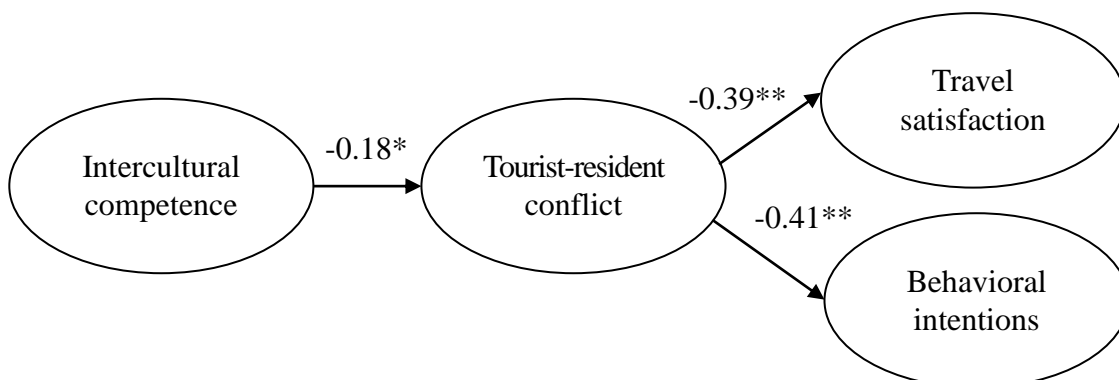 Intercultural
competence
-0.18*
Tourist-resident
conflict
-0.39**
Travel
satisfaction
-0.41**
Behavioral
intentions